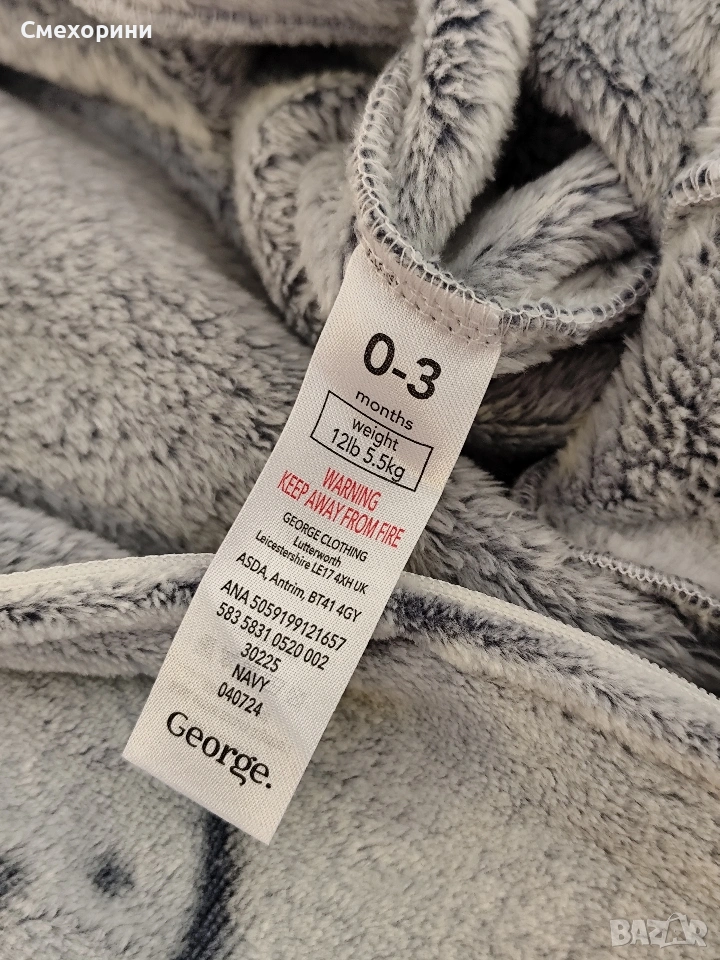 Смехорини
0-3
months
weight
12lb 5.5kg
WARNING
KEEP AWAY FROM FIRE
GEORGE CLOTHING
Lutterworth
Leicestershire LE17 4XH UK
ASDA, Antrim. BT41 4GY
ANA 5059199121657
583 5831 0520 002
30225
NAVY
040724
George.
BAZAR